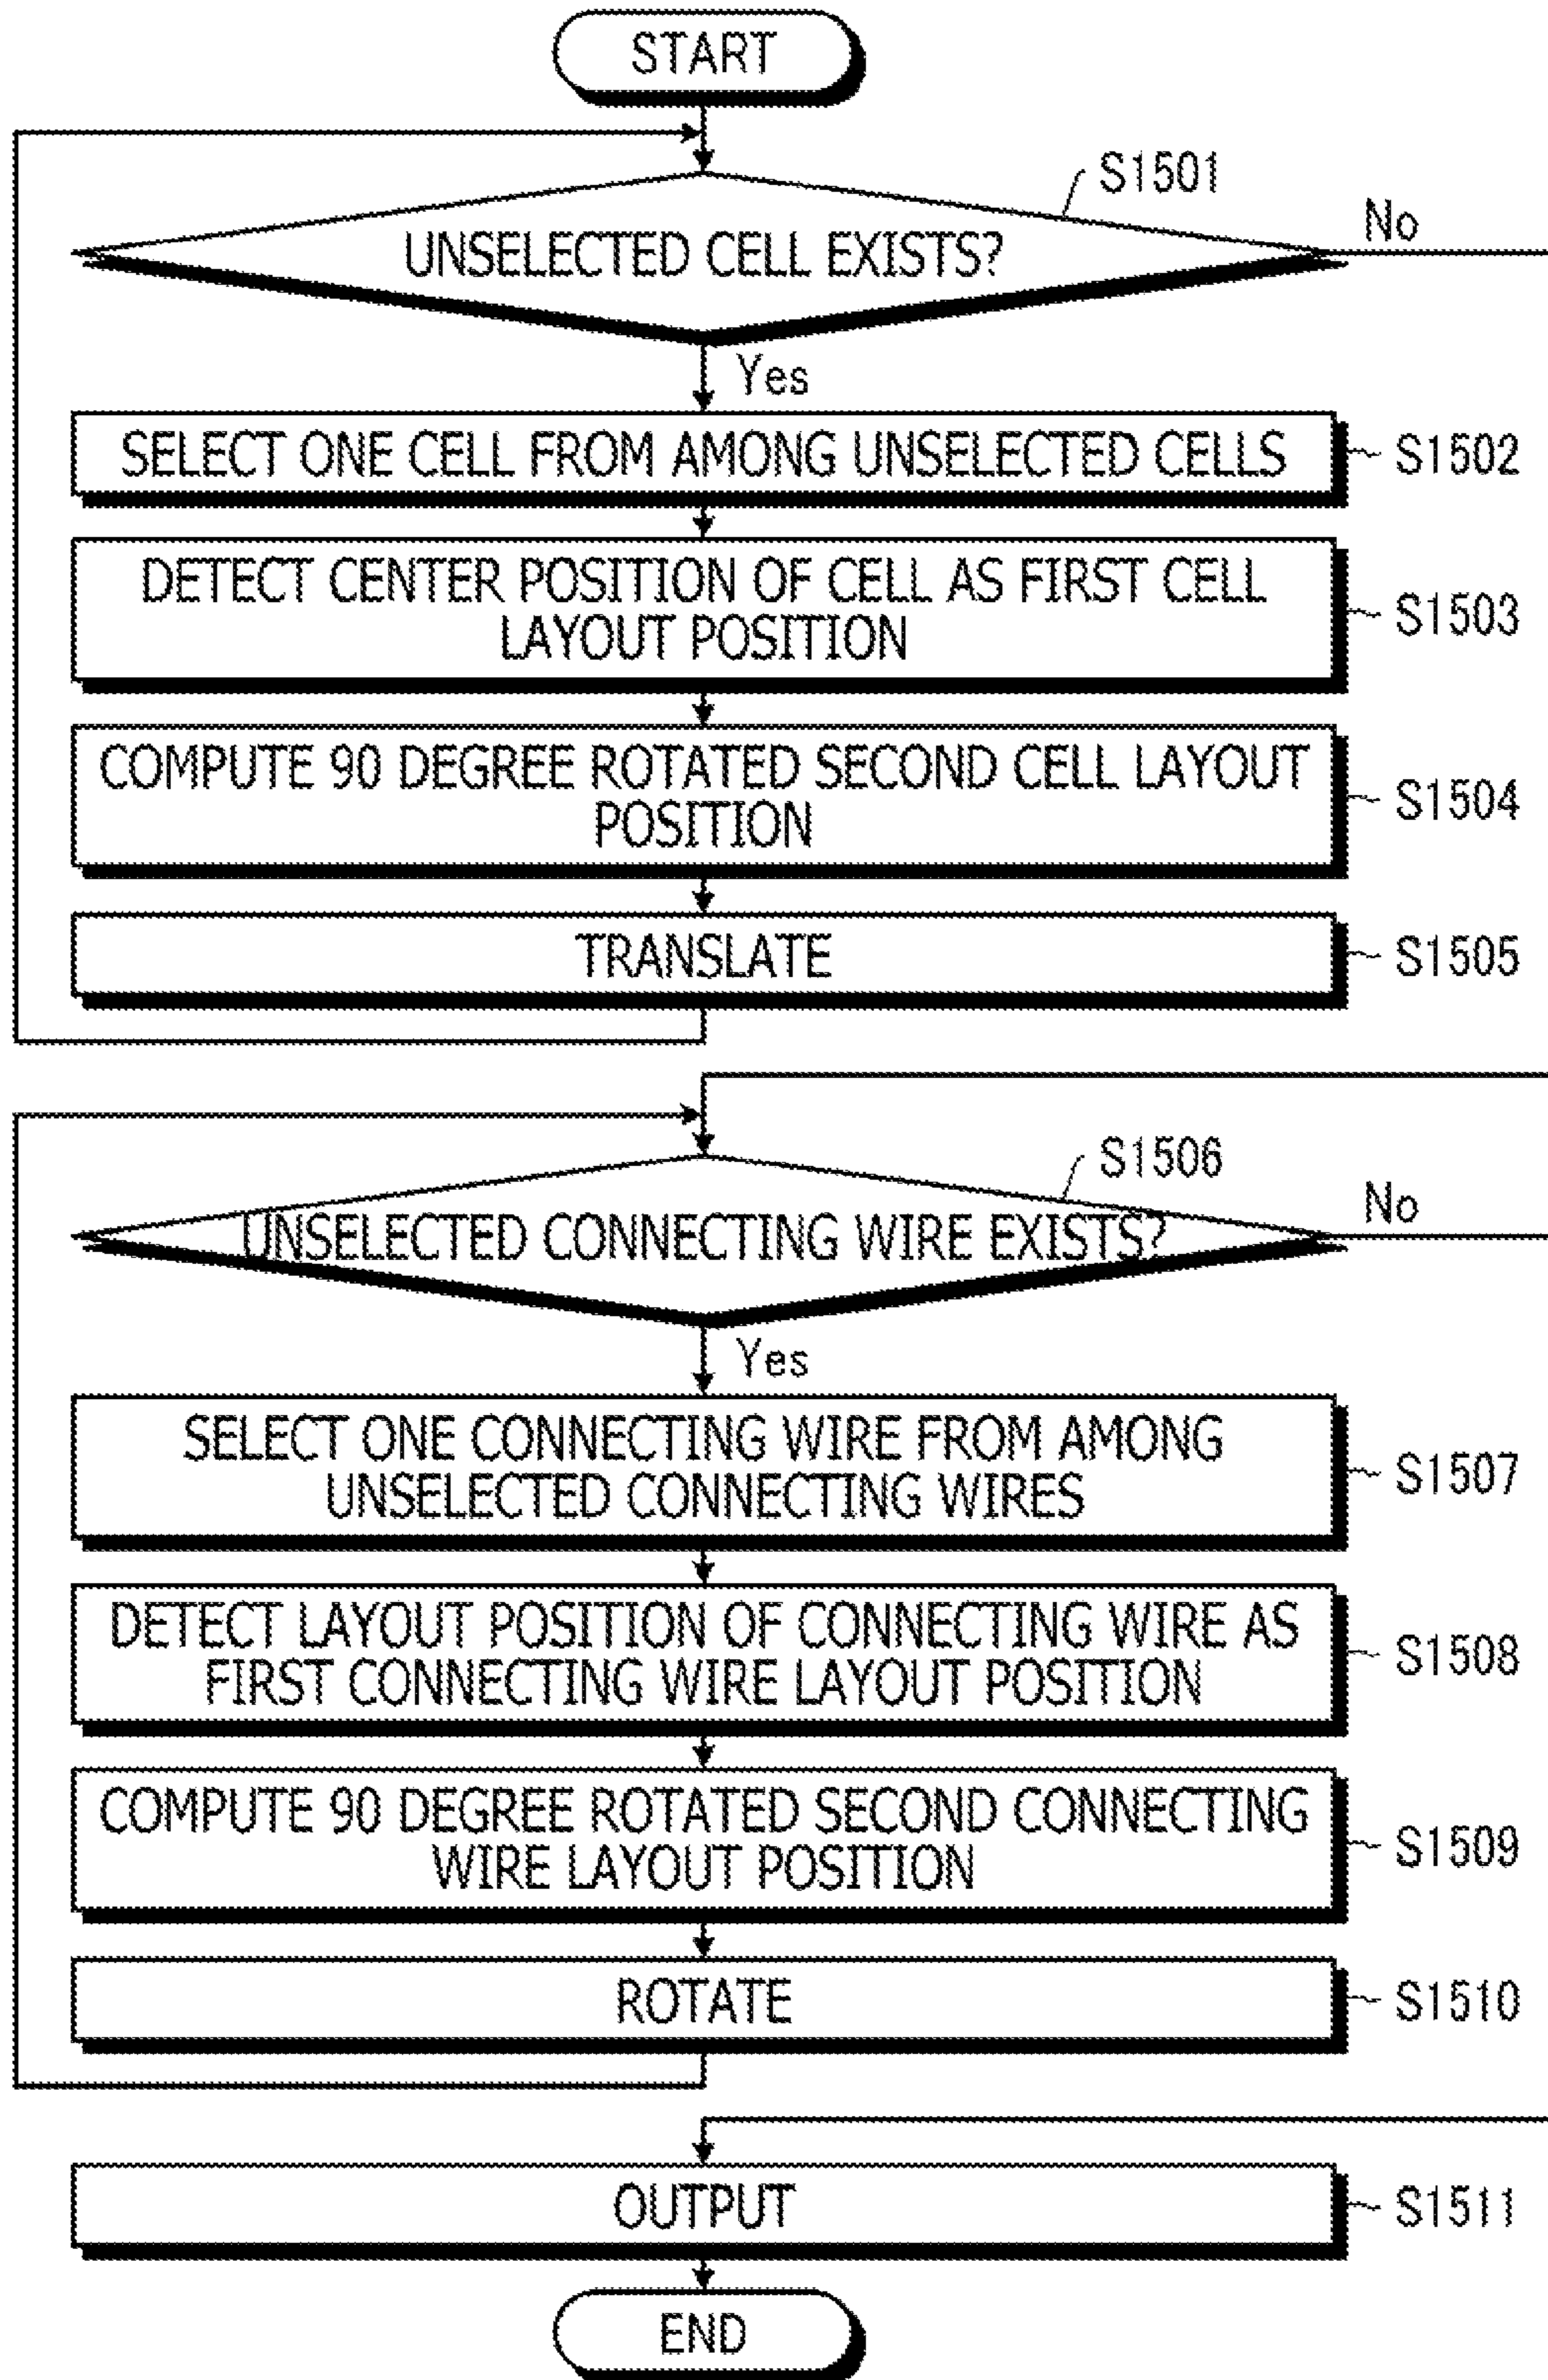 START
S1501
UNSELECTED CELL EXISTS?
No
Yes
SELECT ONE CELL FROM AMONG UNSELECTED CELLS
S1502
DETECT CENTER POSITION OF CELL AS FIRST CELL
LAYOUT POSITION
S1503
COMPUTE 90 DEGREE ROTATED SECOND CELL LAYOUT
POSITION
S1504
TRANSLATE
S1505
S1506
UNSELECTED CONNECTING WIRE EXISTS?
No
Yes
SELECT ONE CONNECTING WIRE FROM AMONG
UNSELECTED CONNECTING WIRES
S1507
DETECT LAYOUT POSITION OF CONNECTING WIRE AS
FIRST CONNECTING WIRE LAYOUT POSITION
S1508
COMPUTE 90 DEGREE ROTATED SECOND CONNECTING
WIRE LAYOUT POSITION
S1509
ROTATE
S1510
OUTPUT
S1511
END